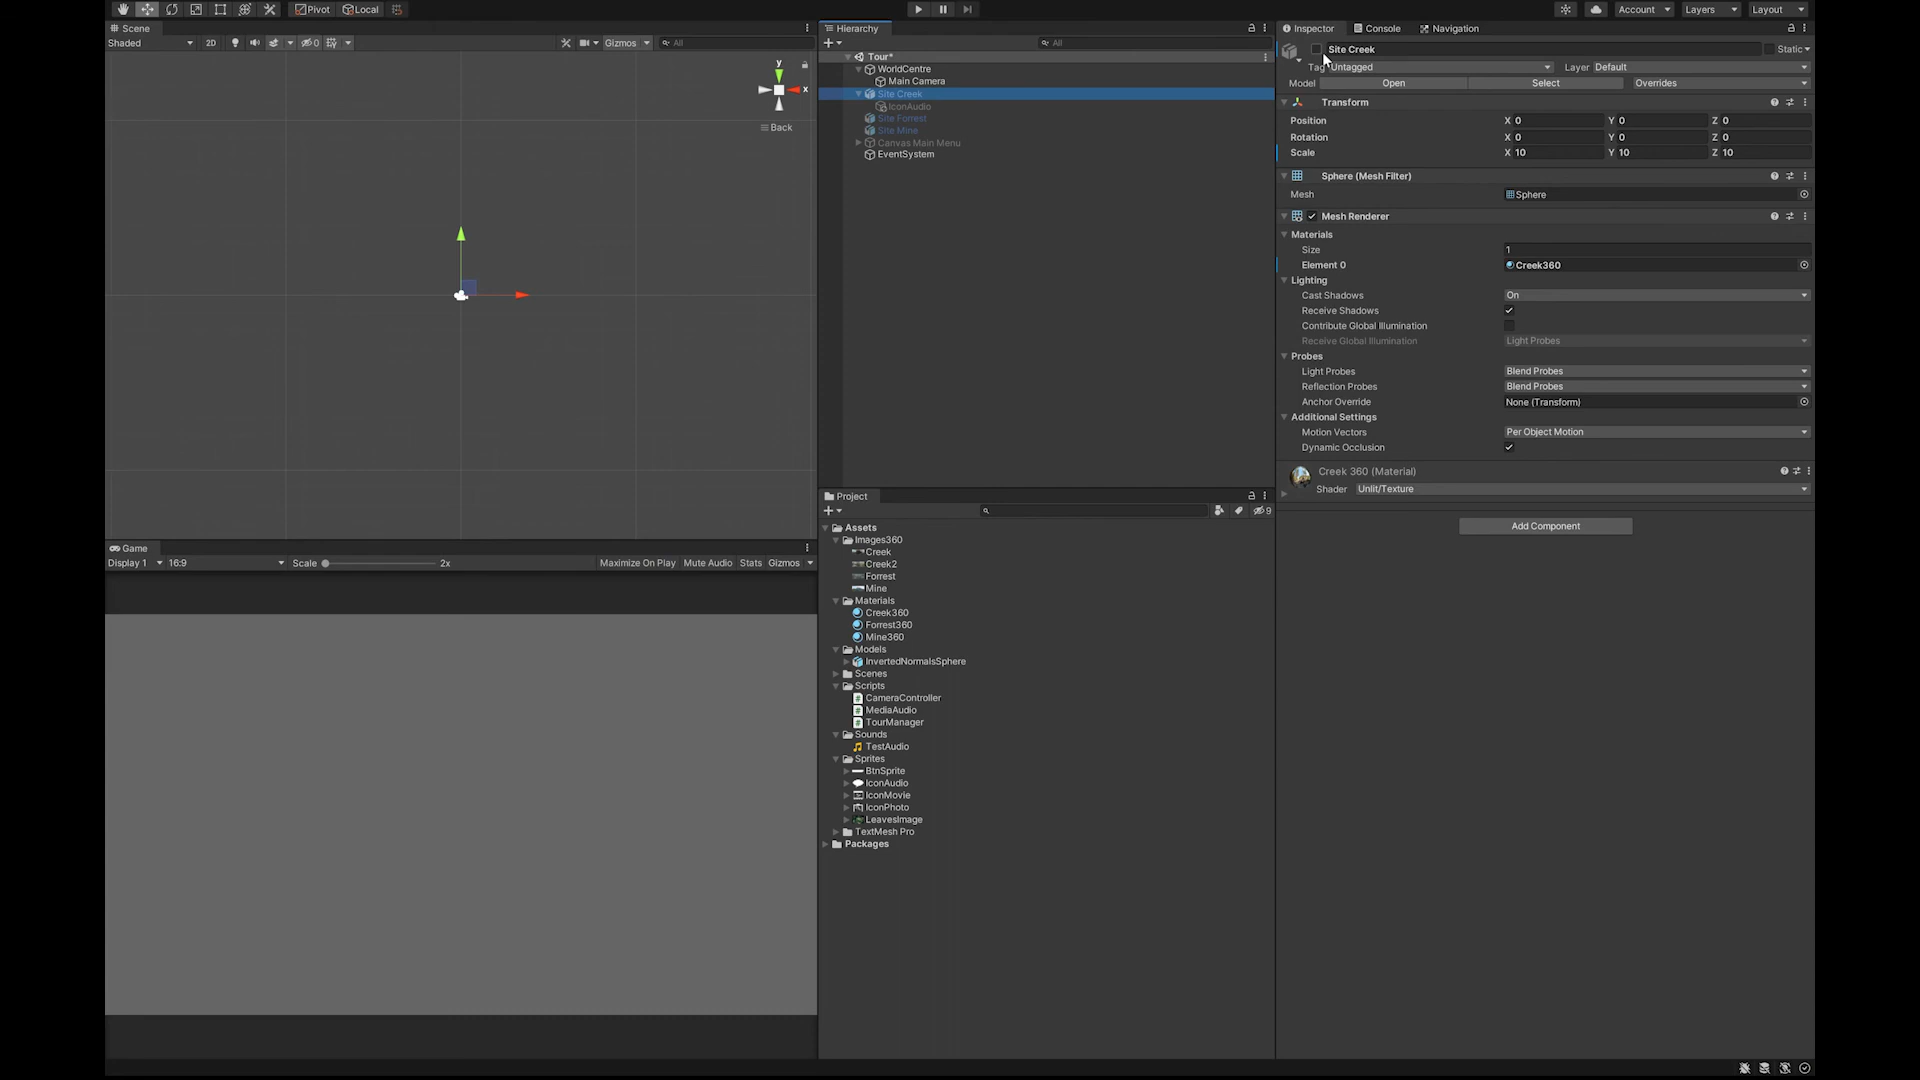 Pivot Local Account Layers Layout
Scene
Shaded 2D 0 Gizmos All
y
x
Back
Hierarchy
All
Tour*
WorldCentre
Main Camera
Site Creek
IconAudio
Site Forrest
Site Mine
Canvas Main Menu
EventSystem
Game
Display 1 16:9 Scale 2x Maximize On Play Mute Audio Stats Gizmos
Project
9
Assets
Images360
Creek
Creek2
Forrest
Mine
Materials
Creek360
Forrest360
Mine360
Models
InvertedNormalsSphere
Scenes
Scripts
CameraController
MediaAudio
TourManager
Sounds
TestAudio
Sprites
BtnSprite
IconAudio
IconMovie
IconPhoto
LeavesImage
TextMesh Pro
Packages
Inspector Console Navigation
Site Creek Static
Tag Untagged Layer Default
Model Open Select Overrides
Transform
Position X 0 Y 0 Z 0
Rotation X 0 Y 0 Z 0
Scale X 10 Y 10 Z 10
Sphere (Mesh Filter)
Mesh Sphere
Mesh Renderer
Materials
Size 1
Element 0 Creek360
Lighting
Cast Shadows On
Receive Shadows
Contribute Global Illumination
Receive Global Illumination Light Probes
Probes
Light Probes Blend Probes
Reflection Probes Blend Probes
Anchor Override None (Transform)
Additional Settings
Motion Vectors Per Object Motion
Dynamic Occlusion
Creek 360 (Material)
Shader Unlit/Texture
Add Component